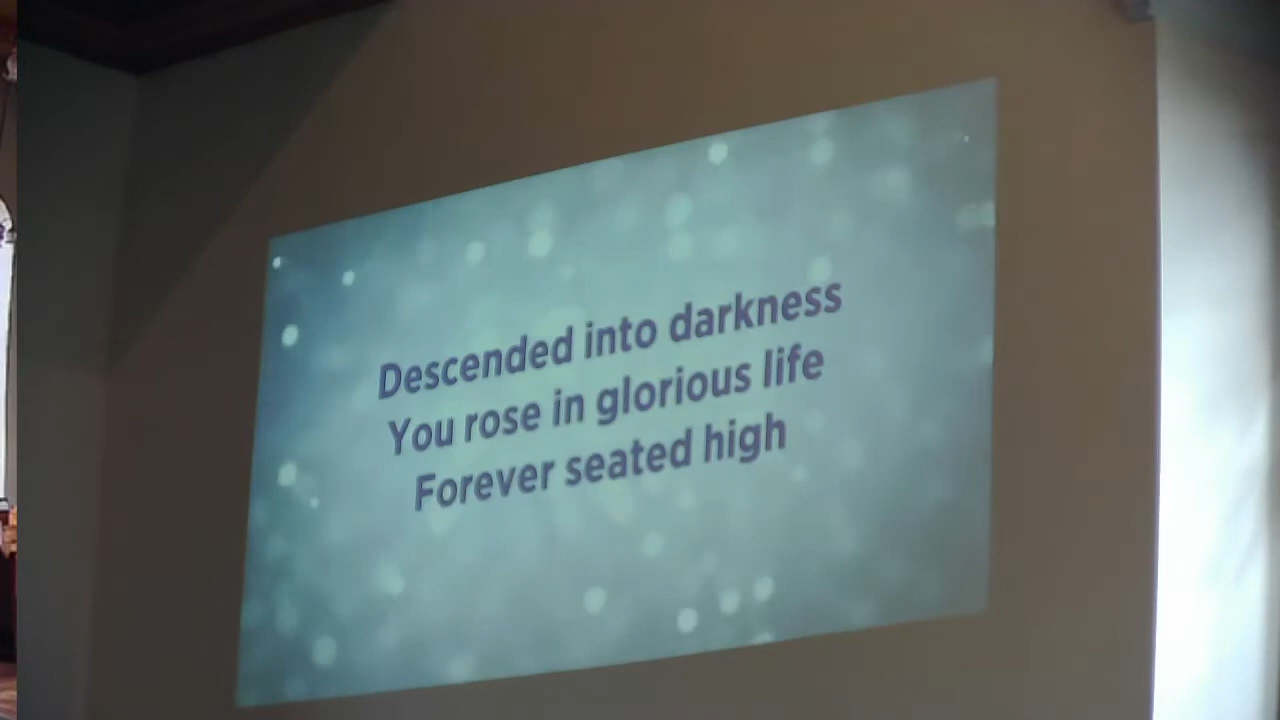 Descended into darkness
You rose in glorious life
Forever seated high